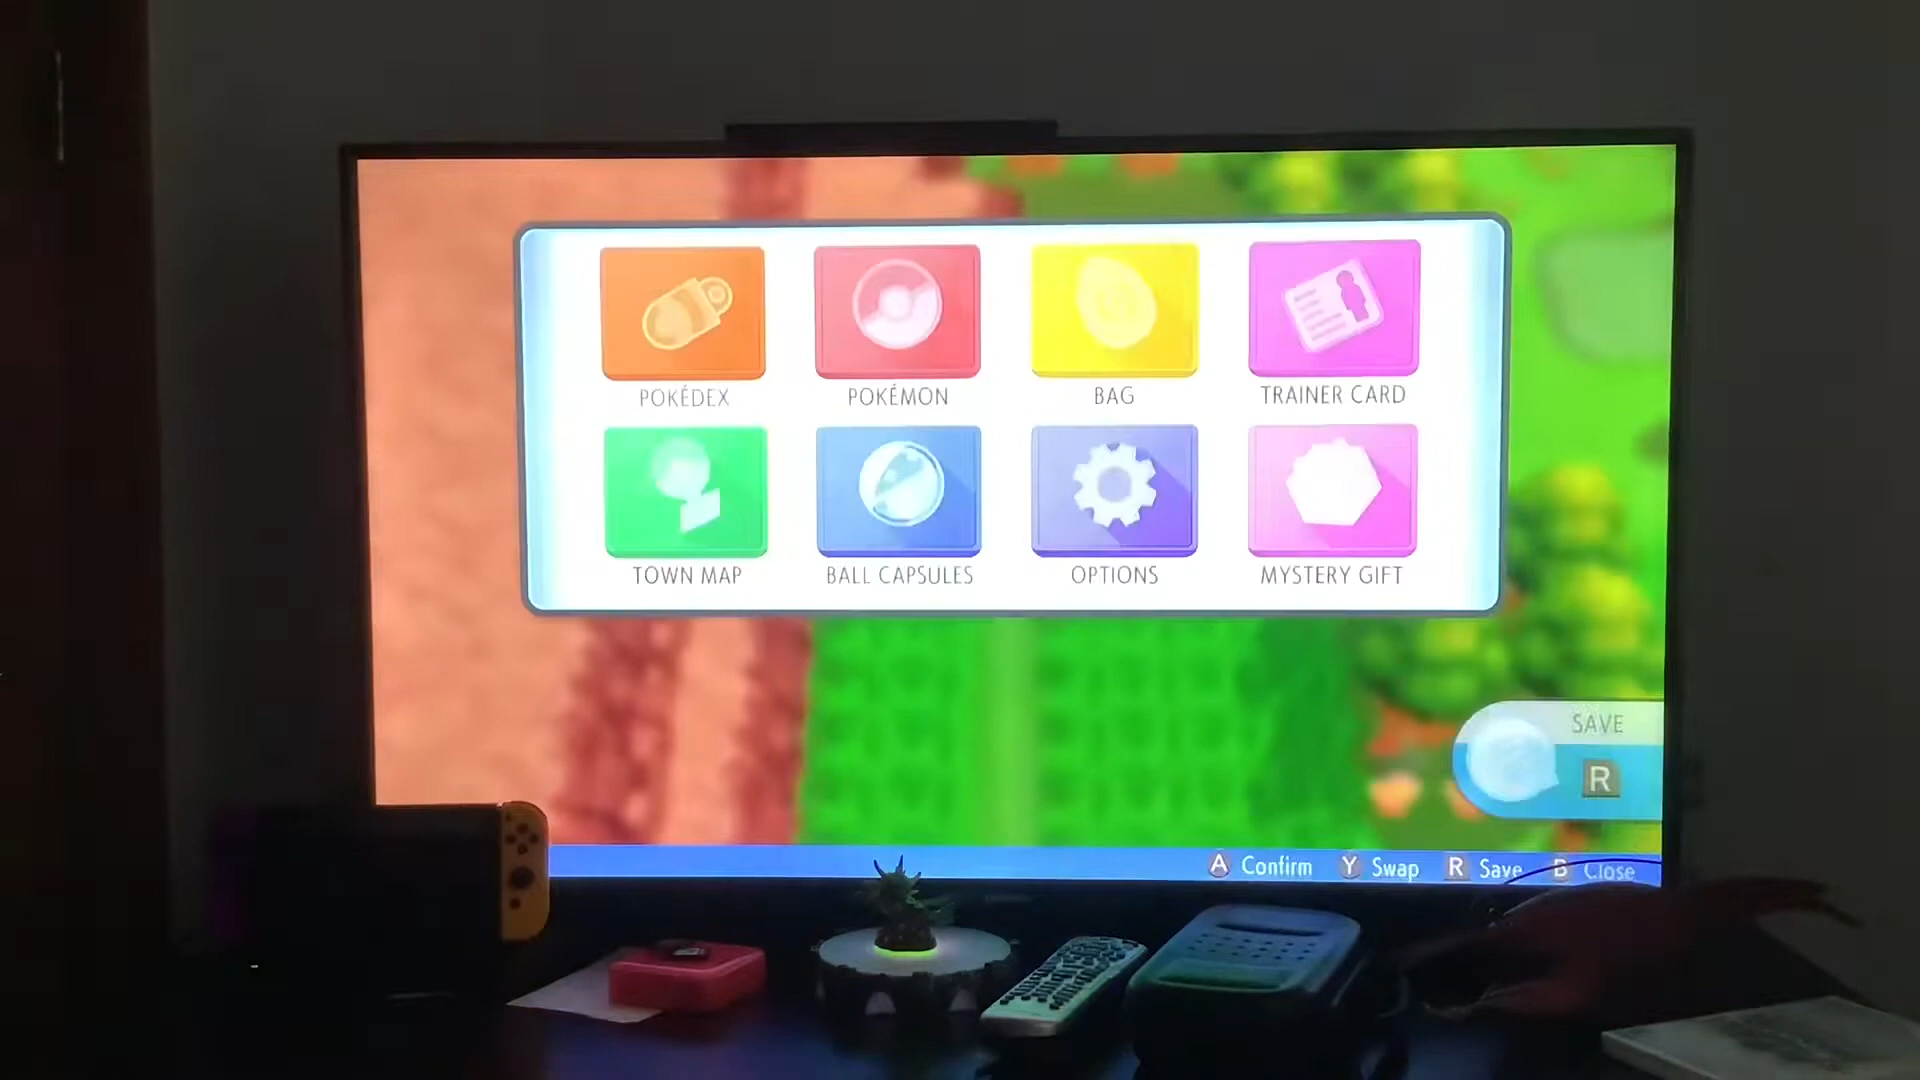 POKÉDEX POKÉMON BAG TRAINER CARD
TOWN MAP BALL CAPSULES OPTIONS MYSTERY GIFT
SAVE
R
A Confirm Y Swap R Save B Close